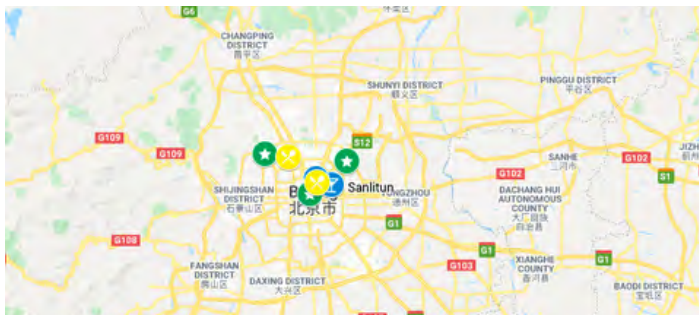 G6
怀柔区
CHANGPING
DISTRICT
昌平区
SHUNYI DISTRICT
顺义区
PINGGU DISTRICT
平谷区
G109
G109
S12
SANHE
三河市
G102
G102
S1
SHIJINGSHAN
DISTRICT
石景山区
B
北京市
Sanlitun
TONGZHOU
通州区
DACHANG HUI
AUTONOMOUS
COUNTY
大厂回族
自治县
G1
G108
G1
G103
XIANGHE
COUNTY
香河县
FANGSHAN
DISTRICT
房山区
DAXING DISTRICT
大兴区
BAODI DISTRICT
宝坻区